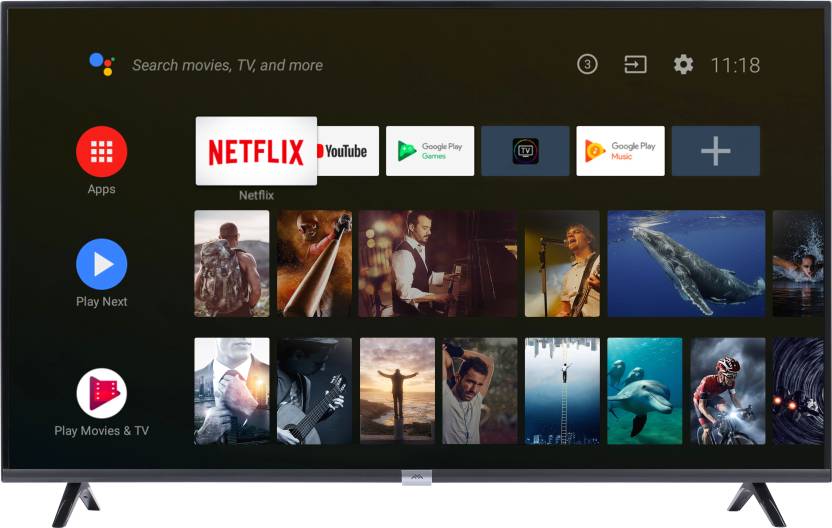 Search movies, TV, and more
3
11:18
NETFLIX
YouTube
Google Play
Games
TV
Google Play
Music
Apps
Netflix
Play Next
Play Movies & TV